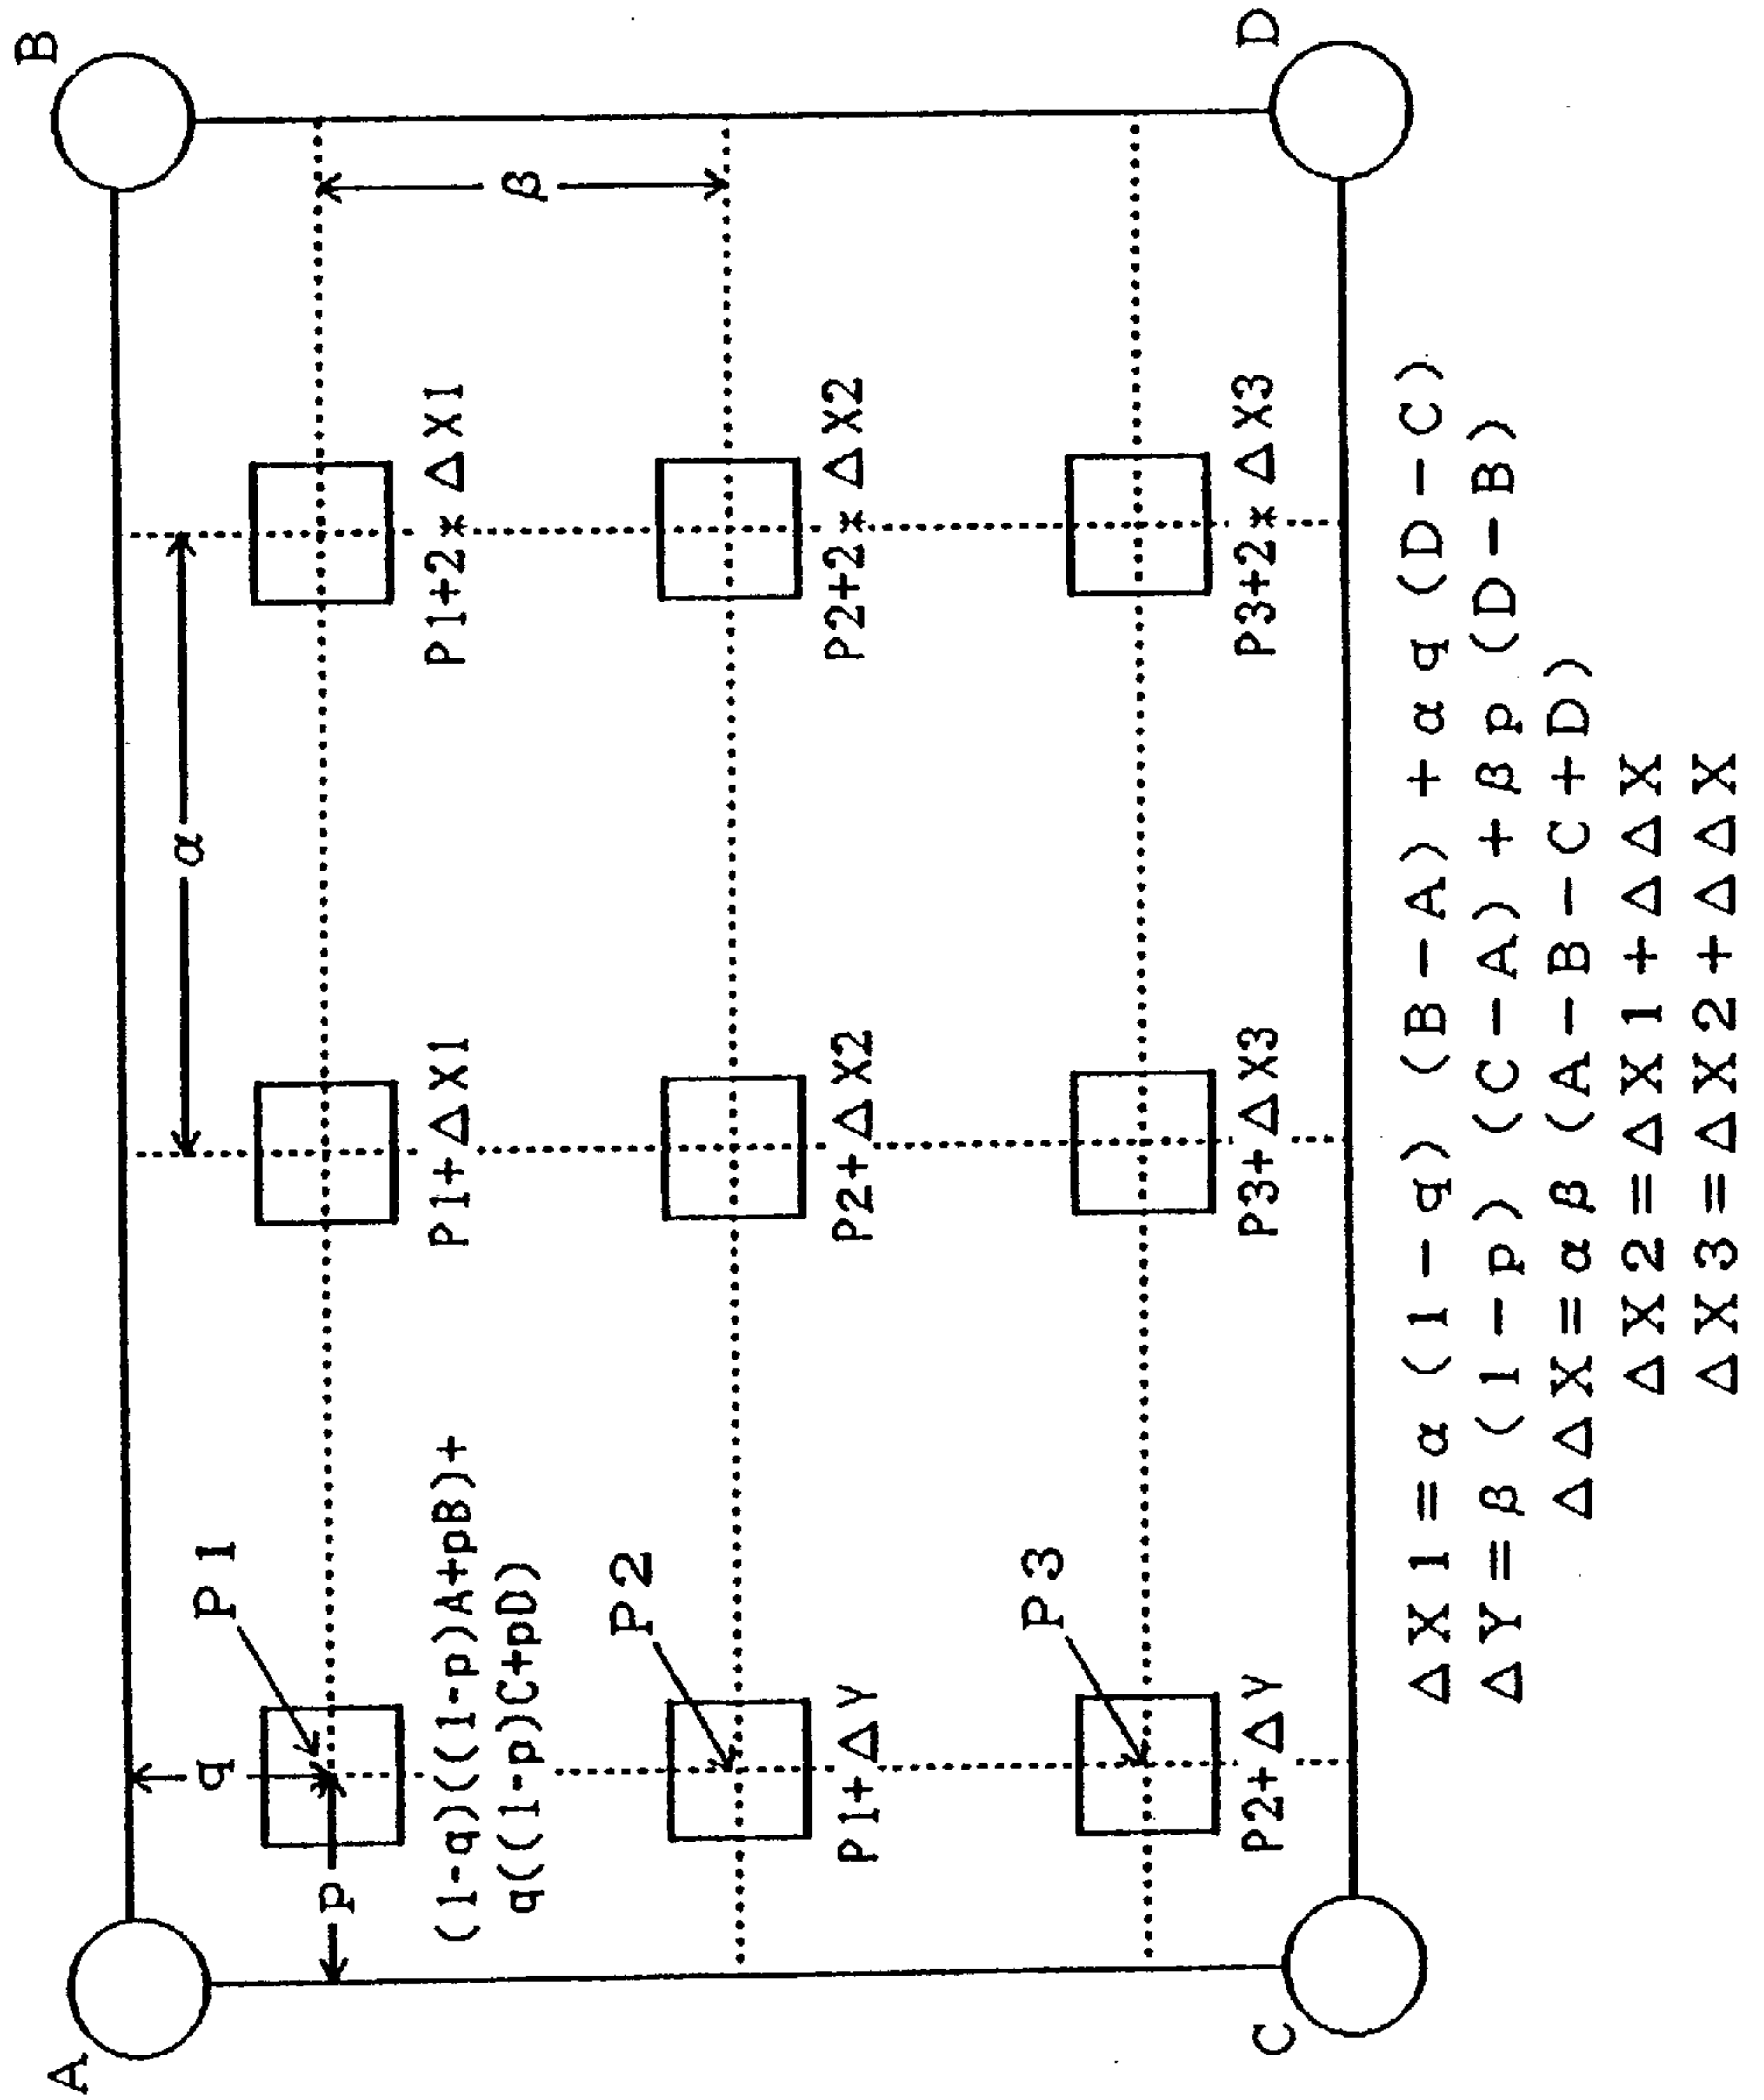 A
B
q
P1
α
p
β
(1-q)((1-p)A+pB)+
q((1-p)C+pD)
P1+ΔX1
P1+2*ΔX1
P2
P1+ΔY
P2+ΔX2
P2+2*ΔX2
P3
P2+ΔY
P3+ΔX3
P3+2*ΔX3
C
D
ΔX1=α(1-q)(B-A)+αq(D-C)
ΔY=β(1-p)(C-A)+βp(D-B)
ΔΔX=αβ(A-B-C+D)
ΔX2=ΔX1+ΔΔX
ΔX3=ΔX2+ΔΔX